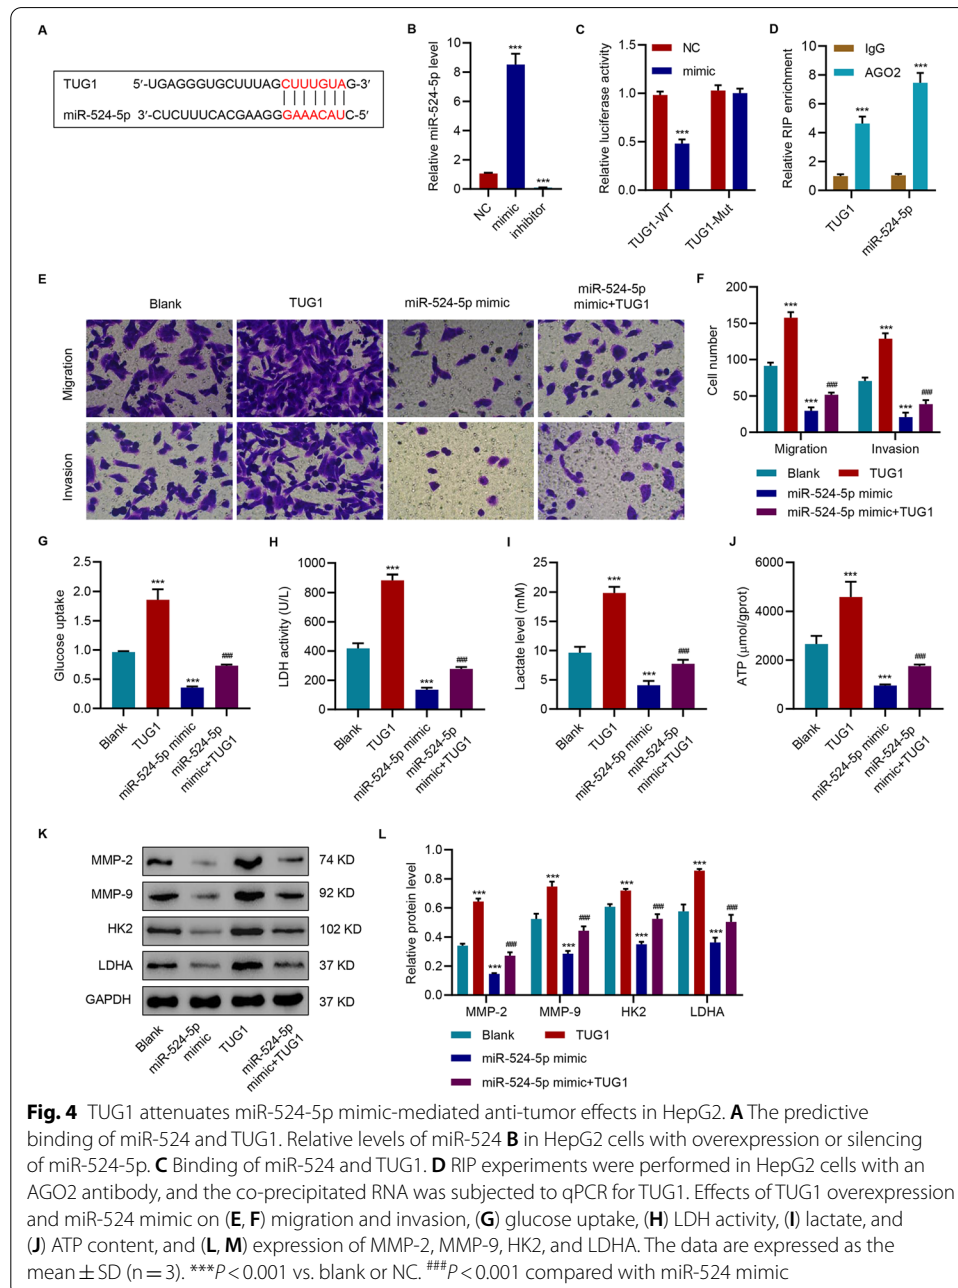 A
TUG1 5′-UGAGGGUGCUUUAGCUUUGUAG-3′
miR-524-5p 3′-CUCUUUCACGAAGGGAAACAUC-5′
B
Relative miR-524-5p level
10
8
6
4
2
0
***
***
NC
mimic
inhibitor
C
NC
mimic
Relative luciferase activity
1.5
1.0
0.5
0.0
***
TUG1-WT
TUG1-Mut
D
IgG
AGO2
Relative RIP enrichment
10
8
6
4
2
0
***
***
TUG1
miR-524-5p
E
Blank
TUG1
miR-524-5p mimic
miR-524-5p
mimic+TUG1
Migration
Invasion
F
Cell number
200
150
100
50
0
***
***
###
***
***
###
Migration
Invasion
Blank
TUG1
miR-524-5p mimic
miR-524-5p mimic+TUG1
G
Glucose uptake
2.5
2.0
1.5
1.0
0.5
0.0
***
***
###
Blank
TUG1
miR-524-5p mimic
miR-524-5p
mimic+TUG1
H
LDH activity (U/L)
1000
800
600
400
200
0
***
***
###
Blank
TUG1
miR-524-5p mimic
miR-524-5p
mimic+TUG1
I
Lactate level (mM)
25
20
15
10
5
0
***
***
###
Blank
TUG1
miR-524-5p mimic
miR-524-5p
mimic+TUG1
J
ATP (μmol/gprot)
6000
4000
2000
0
***
***
###
Blank
TUG1
miR-524-5p mimic
miR-524-5p
mimic+TUG1
K
MMP-2 74 KD
MMP-9 92 KD
HK2 102 KD
LDHA 37 KD
GAPDH 37 KD
Blank
miR-524-5p
mimic
TUG1
miR-524-5p
mimic+TUG1
L
Relative protein level
1.0
0.8
0.6
0.4
0.2
0.0
***
***
###
***
***
###
***
***
###
***
***
###
MMP-2
MMP-9
HK2
LDHA
Blank
TUG1
miR-524-5p mimic
miR-524-5p mimic+TUG1
Fig. 4 TUG1 attenuates miR-524-5p mimic-mediated anti-tumor effects in HepG2. A The predictive
binding of miR-524 and TUG1. Relative levels of miR-524 B in HepG2 cells with overexpression or silencing
of miR-524-5p. C Binding of miR-524 and TUG1. D RIP experiments were performed in HepG2 cells with an
AGO2 antibody, and the co-precipitated RNA was subjected to qPCR for TUG1. Effects of TUG1 overexpression
and miR-524 mimic on (E, F) migration and invasion, (G) glucose uptake, (H) LDH activity, (I) lactate, and
(J) ATP content, and (L, M) expression of MMP-2, MMP-9, HK2, and LDHA. The data are expressed as the
mean ± SD (n = 3). ***P < 0.001 vs. blank or NC. ###P < 0.001 compared with miR-524 mimic